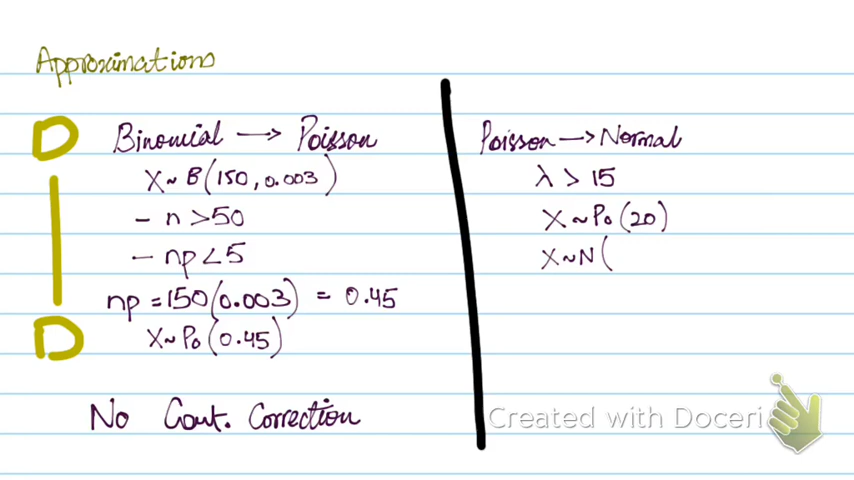 Approximations
D
Binomial → Poisson
X ~ B(150, 0.003)
- n > 50
- np < 5
np = 150(0.003) = 0.45
D
X ~ Po(0.45)
No Cont. Correction
Poisson → Normal
λ > 15
X ~ Po(20)
X ~ N(
Created with Doceri